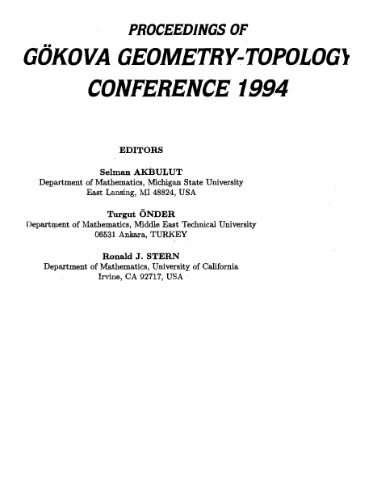 PROCEEDINGS OF
GÖKOVA GEOMETRY-TOPOLOGY
CONFERENCE 1994
EDITORS
Selman AKBULUT
Department of Mathematics, Michigan State University
East Lansing, MI 48824, USA
Turgut ÖNDER
Department of Mathematics, Middle East Technical University
06531 Ankara, TURKEY
Ronald J. STERN
Department of Mathematics, University of California
Irvine, CA 92717, USA